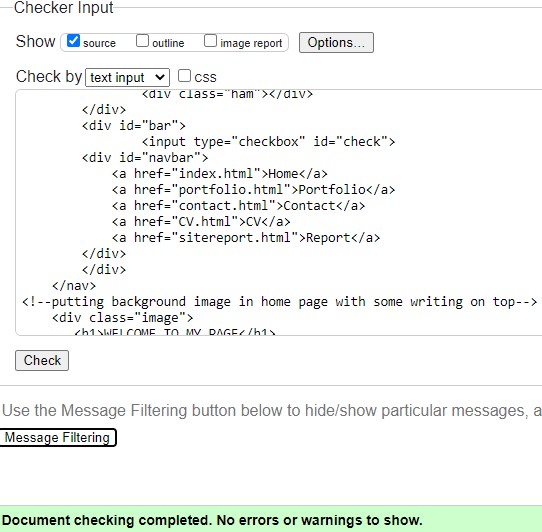 Checker Input
Show source outline image report Options...
Check by text input css
<div class="ham"></div>
</div>
<div id="bar">
<input type="checkbox" id="check">
<div id="navbar">
<a href="index.html">Home</a>
<a href="portfolio.html">Portfolio</a>
<a href="contact.html">Contact</a>
<a href="CV.html">CV</a>
<a href="sitereport.html">Report</a>
</div>
</div>
</nav>
<!--putting background image in home page with some writing on top-->
<div class="image">
<h1>WELCOME TO MY PAGE</h1>
Check
Use the Message Filtering button below to hide/show particular messages, a
Message Filtering
Document checking completed. No errors or warnings to show.